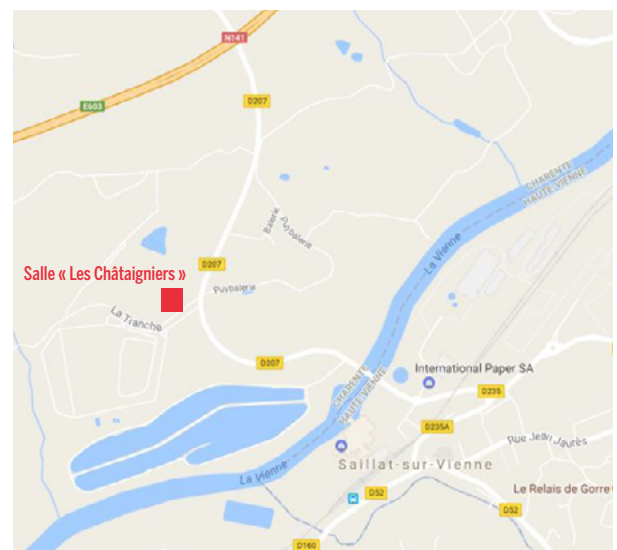 N141
E603
D207
CHARENTE
HAUTE-VIENNE
Balerie
Puybalerie
La Vienne
D207
Salle « Les Châtaigniers »
Puybalerie
La Tranche
D207
CHARENTE
HAUTE-VIENNE
International Paper SA
D235
D235A
Rue Jean Jaurès
Saillat-sur-Vienne
La Vienne
D52
Le Relais de Gorre
D52
D160